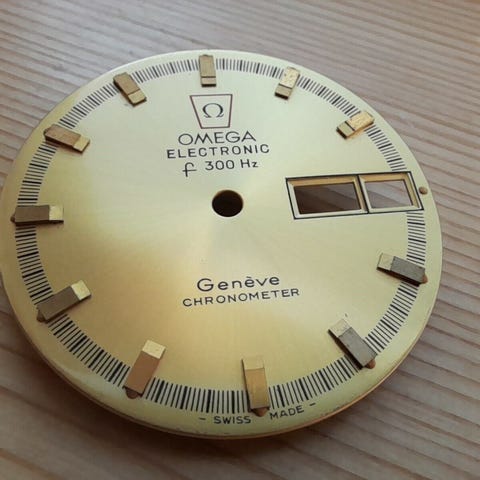 Ω
OMEGA
ELECTRONIC
f 300 Hz
Genève
CHRONOMETER
- SWISS MADE -